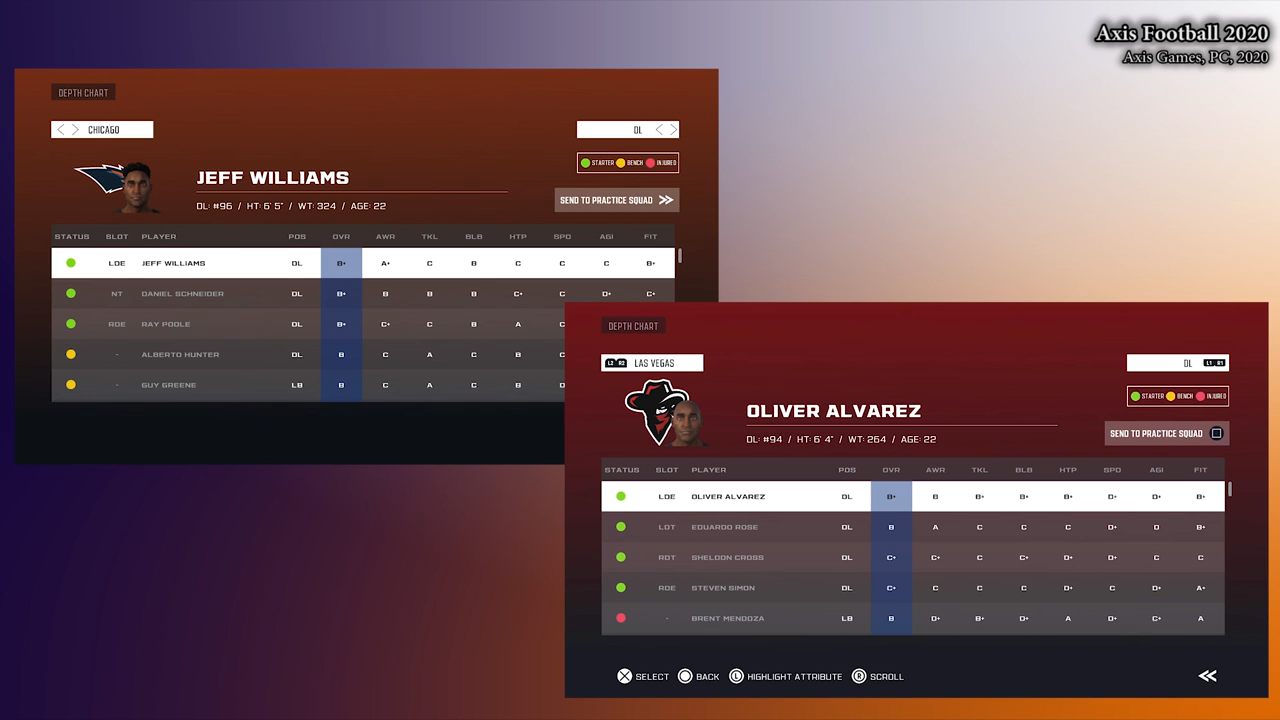 Axis Football 2020
Axis Games, PC, 2020
DEPTH CHART
CHICAGO
DL
STARTER BENCH INJURED
JEFF WILLIAMS
DL: #96 / HT: 6' 5" / WT: 324 / AGE: 22
SEND TO PRACTICE SQUAD
STATUS SLOT PLAYER POS OVR AWR TKL BLB HTP SPD AGI FIT
LDE JEFF WILLIAMS DL B+ A+ C B C C C B+
NT DANIEL SCHNEIDER DL B+ B B B C+ C D+ C+
RDE RAY POOLE DL B+ C+ C B A C
- ALBERTO HUNTER DL B C A C B C
- GUY GREENE LB B C A C B D
DEPTH CHART
L2 R2 LAS VEGAS
DL L1 R1
STARTER BENCH INJURED
OLIVER ALVAREZ
DL: #94 / HT: 6' 4" / WT: 264 / AGE: 22
SEND TO PRACTICE SQUAD
STATUS SLOT PLAYER POS OVR AWR TKL BLB HTP SPD AGI FIT
LDE OLIVER ALVAREZ DL B+ B B+ B+ B+ D+ D+ B+
LDT EDUARDO ROSE DL B A C C C D+ D B+
RDT SHELDON CROSS DL C+ C+ C C+ D+ D+ C C
RDE STEVEN SIMON DL C+ C C C D+ C D+ A+
- BRENT MENDOZA LB B D+ B+ D+ A D+ C+ A
SELECT BACK L HIGHLIGHT ATTRIBUTE R SCROLL